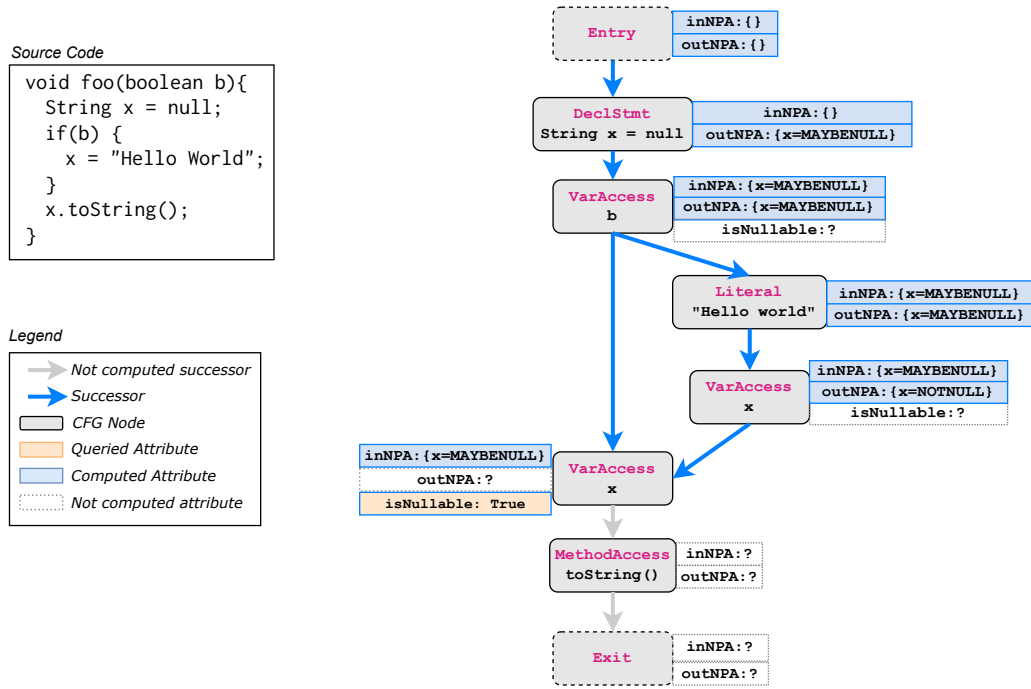 Source Code
void foo(boolean b){
String x = null;
if(b) {
x = "Hello World";
}
x.toString();
}
Legend
Not computed successor
Successor
CFG Node
Queried Attribute
Computed Attribute
Not computed attribute
Entry
inNPA:{}
outNPA:{}
DeclStmt
String x = null
inNPA:{}
outNPA:{x=MAYBENULL}
VarAccess
b
inNPA:{x=MAYBENULL}
outNPA:{x=MAYBENULL}
isNullable:?
Literal
"Hello world"
inNPA:{x=MAYBENULL}
outNPA:{x=MAYBENULL}
VarAccess
x
inNPA:{x=MAYBENULL}
outNPA:{x=NOTNULL}
isNullable:?
inNPA:{x=MAYBENULL}
outNPA:?
isNullable: True
VarAccess
x
MethodAccess
toString()
inNPA:?
outNPA:?
Exit
inNPA:?
outNPA:?